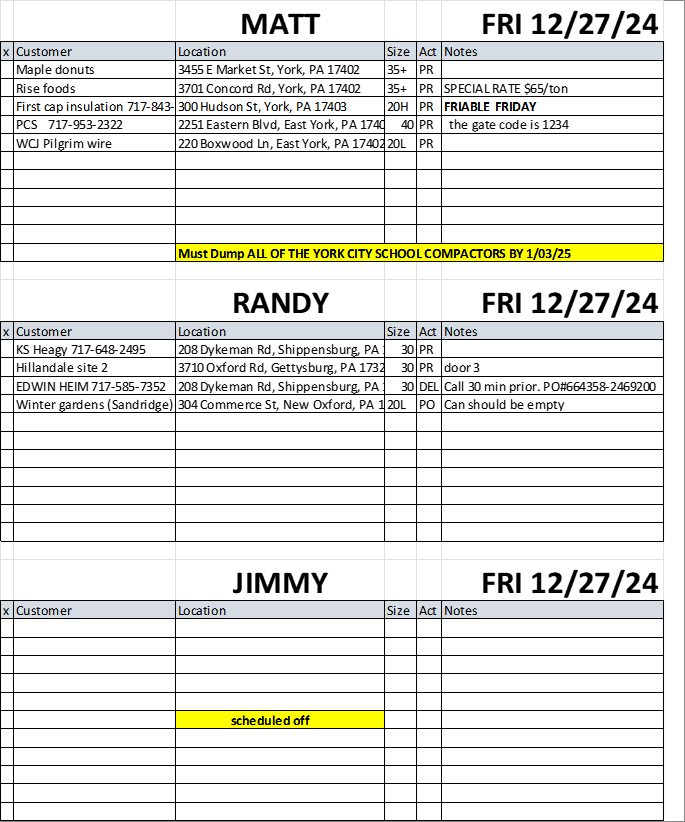 MATT FRI 12/27/24
x Customer Location Size Act Notes
Maple donuts 3455 E Market St, York, PA 17402 35+ PR
Rise foods 3701 Concord Rd, York, PA 17402 35+ PR SPECIAL RATE $65/ton
First cap insulation 717-843- 300 Hudson St, York, PA 17403 20H PR FRIABLE FRIDAY
PCS 717-953-2322 2251 Eastern Blvd, East York, PA 1740 40 PR the gate code is 1234
WCJ Pilgrim wire 220 Boxwood Ln, East York, PA 17402 20L PR
Must Dump ALL OF THE YORK CITY SCHOOL COMPACTORS BY 1/03/25
RANDY FRI 12/27/24
x Customer Location Size Act Notes
KS Heagy 717-648-2495 208 Dykeman Rd, Shippensburg, PA 30 PR
Hillandale site 2 3710 Oxford Rd, Gettysburg, PA 1732 30 PR door 3
EDWIN HEIM 717-585-7352 208 Dykeman Rd, Shippensburg, PA 30 DEL Call 30 min prior. PO#664358-2469200
Winter gardens (Sandridge) 304 Commerce St, New Oxford, PA 1 20L PO Can should be empty
JIMMY FRI 12/27/24
x Customer Location Size Act Notes
scheduled off